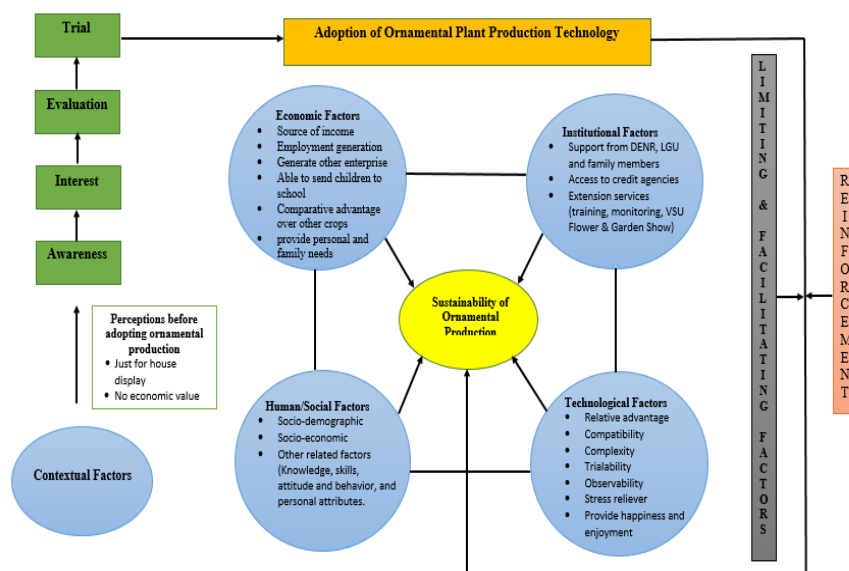 Trial
Adoption of Ornamental Plant Production Technology
Evaluation
Interest
Awareness
Perceptions before
adopting ornamental
production
• Just for house
display
• No economic value
Contextual Factors
Economic Factors
• Source of income
• Employment generation
• Generate other enterprise
• Able to send children to
school
• Comparative advantage
over other crops
• provide personal and
family needs
Institutional Factors
• Support from DENR, LGU
and family members
• Access to credit agencies
• Extension services
(training, monitoring, VSU
Flower & Garden Show)
Sustainability of
Ornamental
Production
Human/Social Factors
• Socio-demographic
• Socio-economic
• Other related factors
(Knowledge, skills,
attitude and behavior, and
personal attributes.
Technological Factors
• Relative advantage
• Compatibility
• Complexity
• Trialability
• Observability
• Stress reliever
• Provide happiness and
enjoyment
LIMITING & FACILITATING FACTORS
REINFORCEMENT